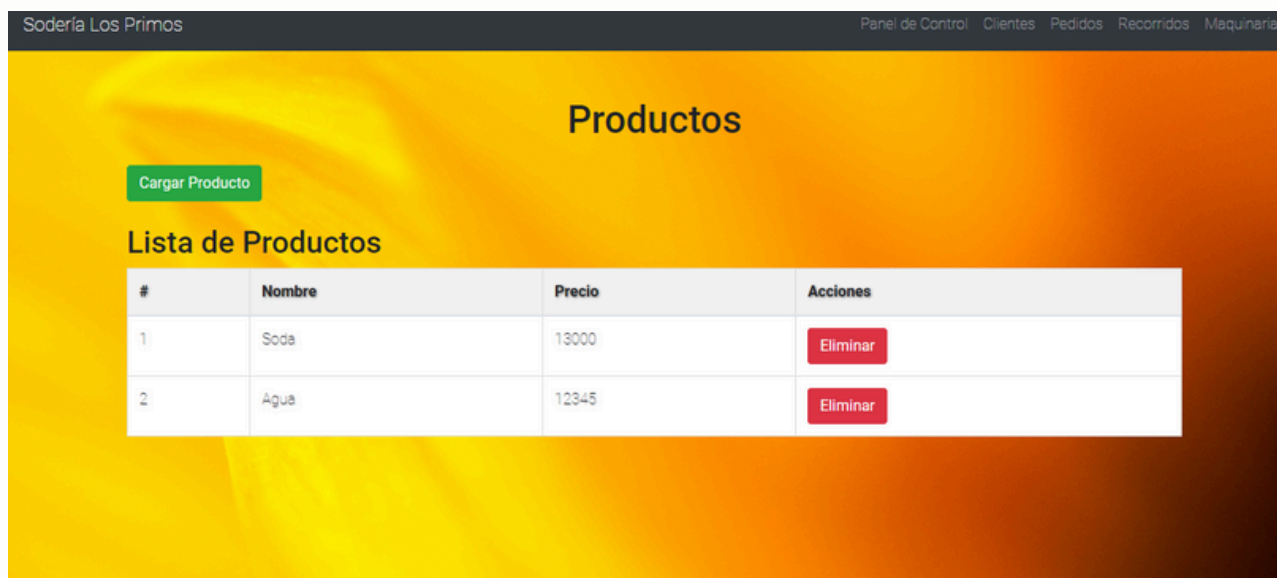 Sodería Los Primos Panel de Control Clientes Pedidos Recorridos Maquinaria
Productos
Cargar Producto
Lista de Productos
# Nombre Precio Acciones
1 Soda 13000 Eliminar
2 Agua 12345 Eliminar